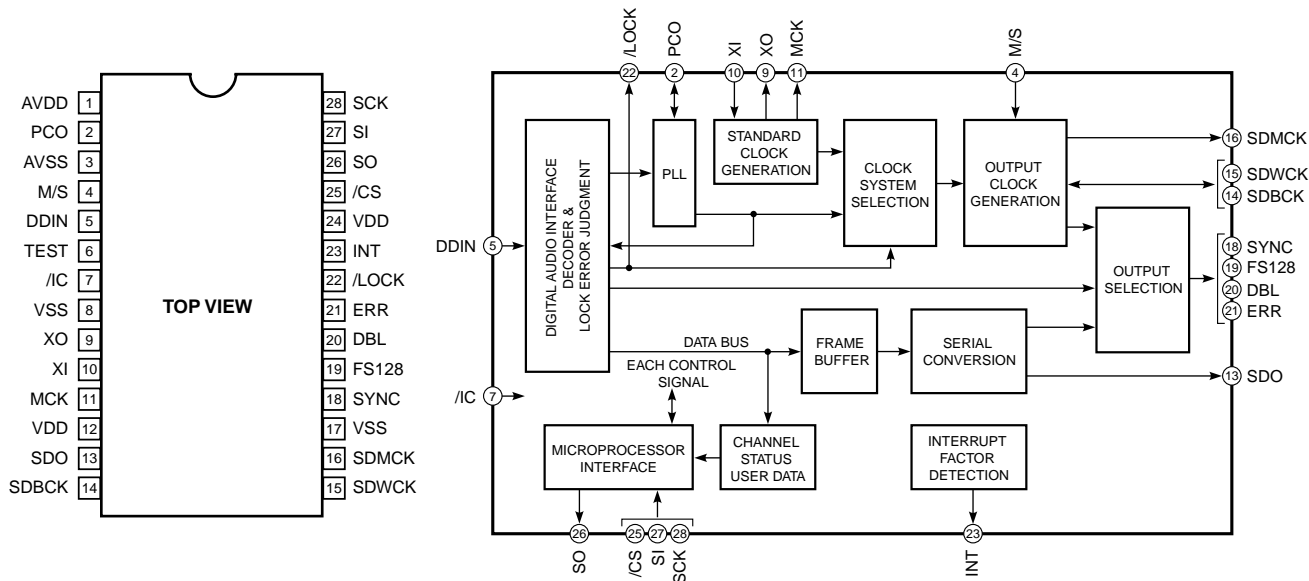 AVDD 1
PCO 2
AVSS 3
M/S 4
DDIN 5
TEST 6
/IC 7
VSS 8
XO 9
XI 10
MCK 11
VDD 12
SDO 13
SDBCK 14
TOP VIEW
28 SCK
27 SI
26 SO
25 /CS
24 VDD
23 INT
22 /LOCK
21 ERR
20 DBL
19 FS128
18 SYNC
17 VSS
16 SDMCK
15 SDWCK
/LOCK
22
PCO
2
XI
10
XO
9
MCK
11
M/S
4
DDIN 5
/IC 7
DIGITAL AUDIO INTERFACE
DECODER &
LOCK ERROR JUDGMENT
PLL
STANDARD
CLOCK
GENERATION
CLOCK
SYSTEM
SELECTION
OUTPUT
CLOCK
GENERATION
OUTPUT
SELECTION
16 SDMCK
15 SDWCK
14 SDBCK
18 SYNC
19 FS128
20 DBL
21 ERR
13 SDO
DATA BUS
EACH CONTROL
SIGNAL
FRAME
BUFFER
SERIAL
CONVERSION
MICROPROCESSOR
INTERFACE
CHANNEL
STATUS
USER DATA
INTERRUPT
FACTOR
DETECTION
26
SO
25
/CS
27
SI
28
SCK
23
INT